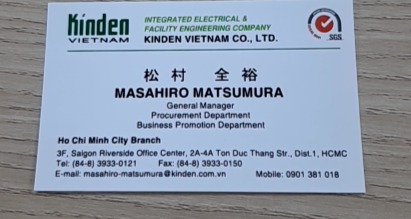 Kinden
VIETNAM
INTEGRATED ELECTRICAL &
FACILITY ENGINEERING COMPANY
KINDEN VIETNAM CO., LTD.
SGS
松村 全裕
MASAHIRO MATSUMURA
General Manager
Procurement Department
Business Promotion Department
Ho Chi Minh City Branch
3F, Saigon Riverside Office Center, 2A-4A Ton Duc Thang Str., Dist.1, HCMC
Tel: (84-8) 3933-0121 Fax: (84-8) 3933-0150
E-mail: masahiro-matsumura@kinden.com.vn Mobile: 0901 381 018